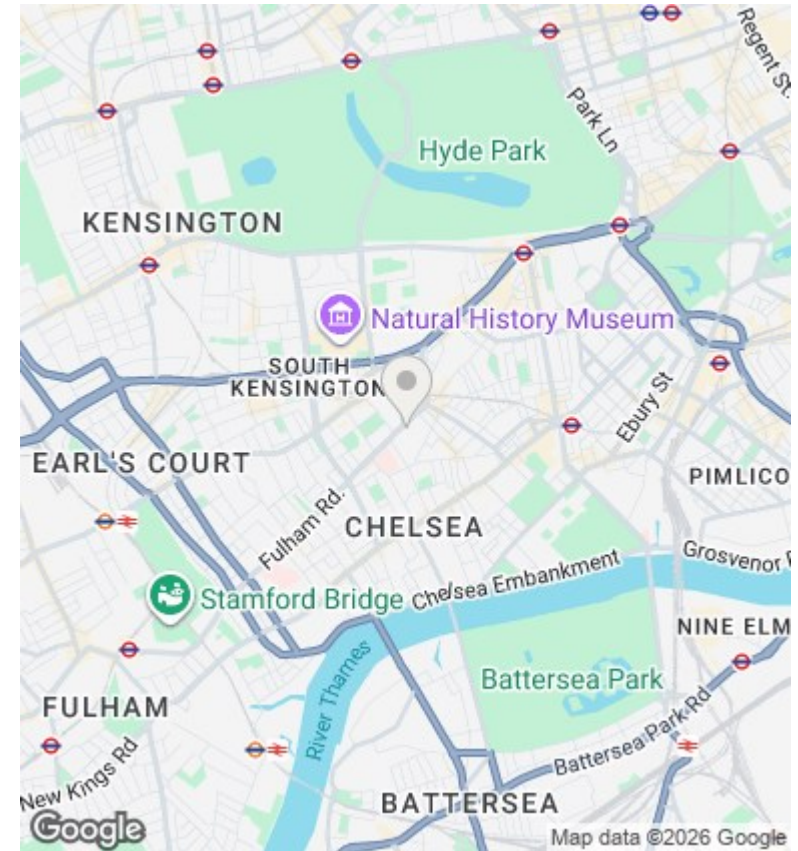 Regent St.
Park Ln
Hyde Park
KENSINGTON
Natural History Museum
SOUTH
KENSINGTON
Ebury St
EARL'S COURT
PIMLICO
Fulham Rd.
CHELSEA
Grosvenor R
Chelsea Embankment
Stamford Bridge
NINE ELM
River Thames
Battersea Park
FULHAM
Battersea Park Rd
New Kings Rd
BATTERSEA
Google
Map data ©2026 Google